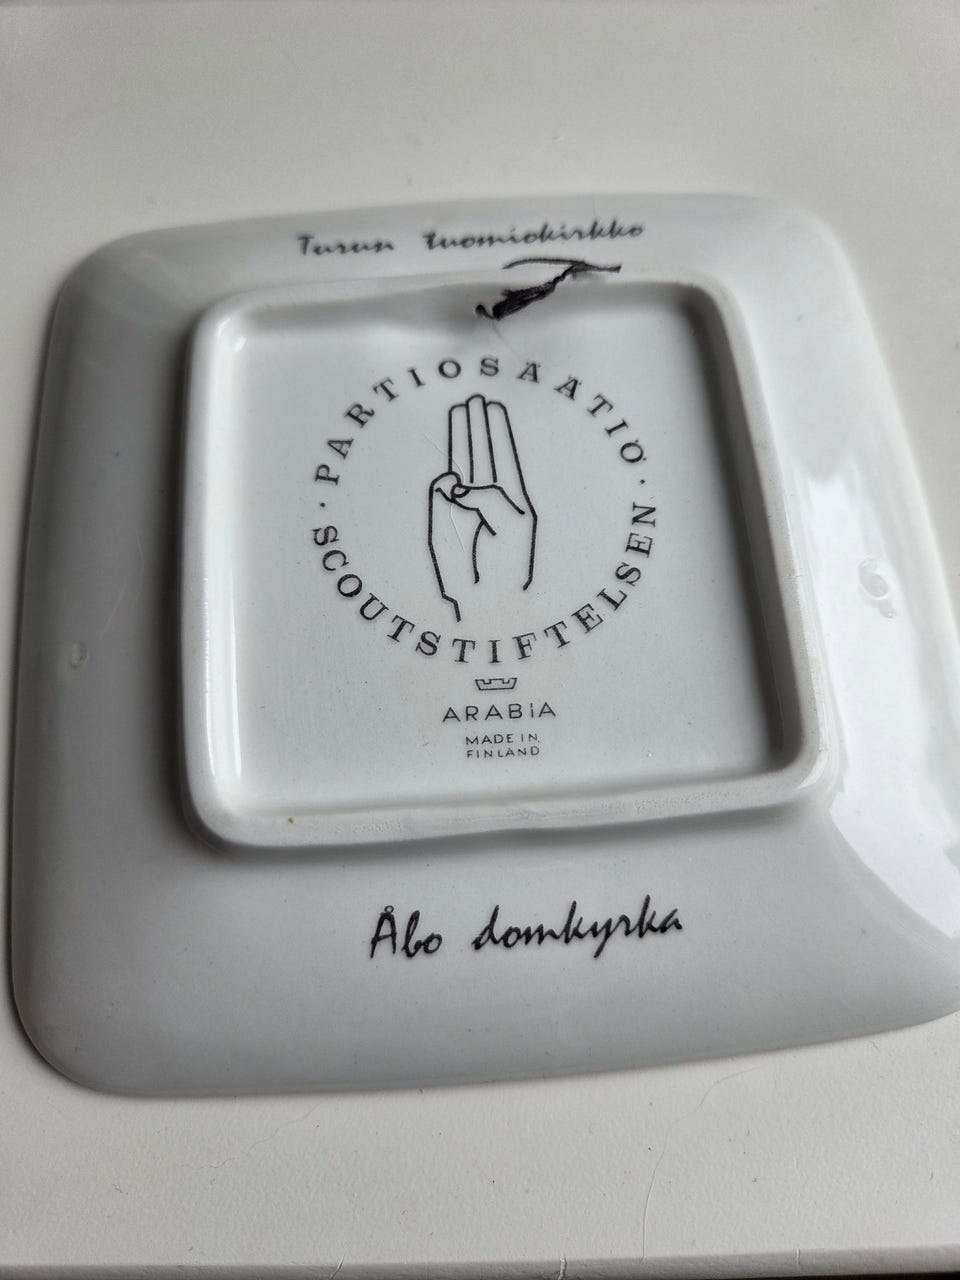 Turun tuomiokirkko
PARTIOSÄÄTIÖ · SCOUTSTIFTELSEN ·
ARABIA
MADE IN
FINLAND
Åbo domkyrka